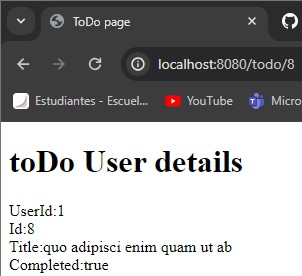 ToDo page
localhost:8080/todo/8
Estudiantes - Escuel...
YouTube
Micro
toDo User details
UserId:1
Id:8
Title:quo adipisci enim quam ut ab
Completed:true